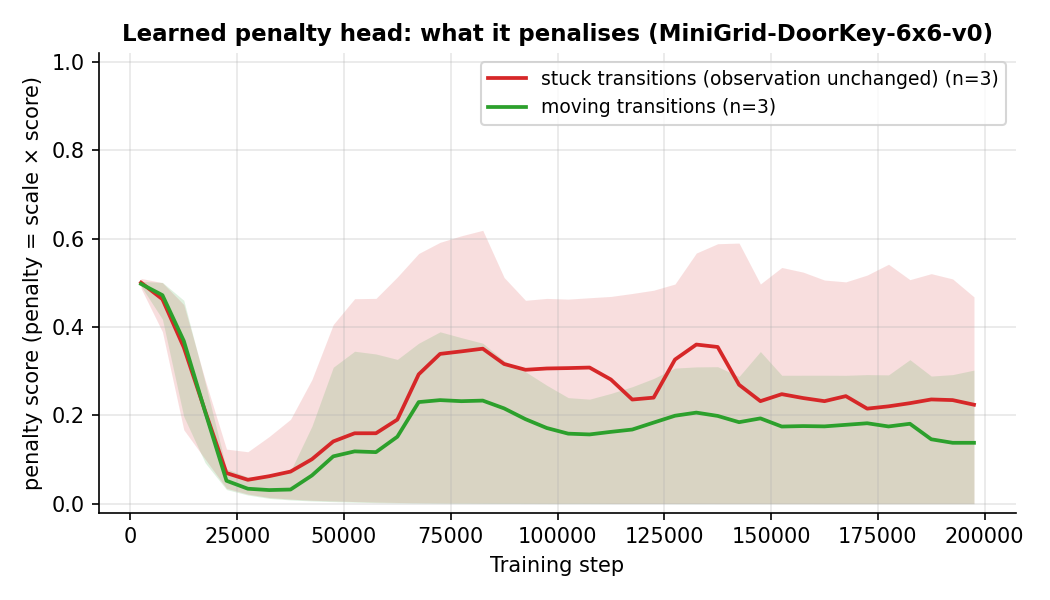 Learned penalty head: what it penalises (MiniGrid-DoorKey-6x6-v0)
stuck transitions (observation unchanged) (n=3)
moving transitions (n=3)
penalty score (penalty = scale × score)
1.0
0.8
0.6
0.4
0.2
0.0
0 25000 50000 75000 100000 125000 150000 175000 200000
Training step